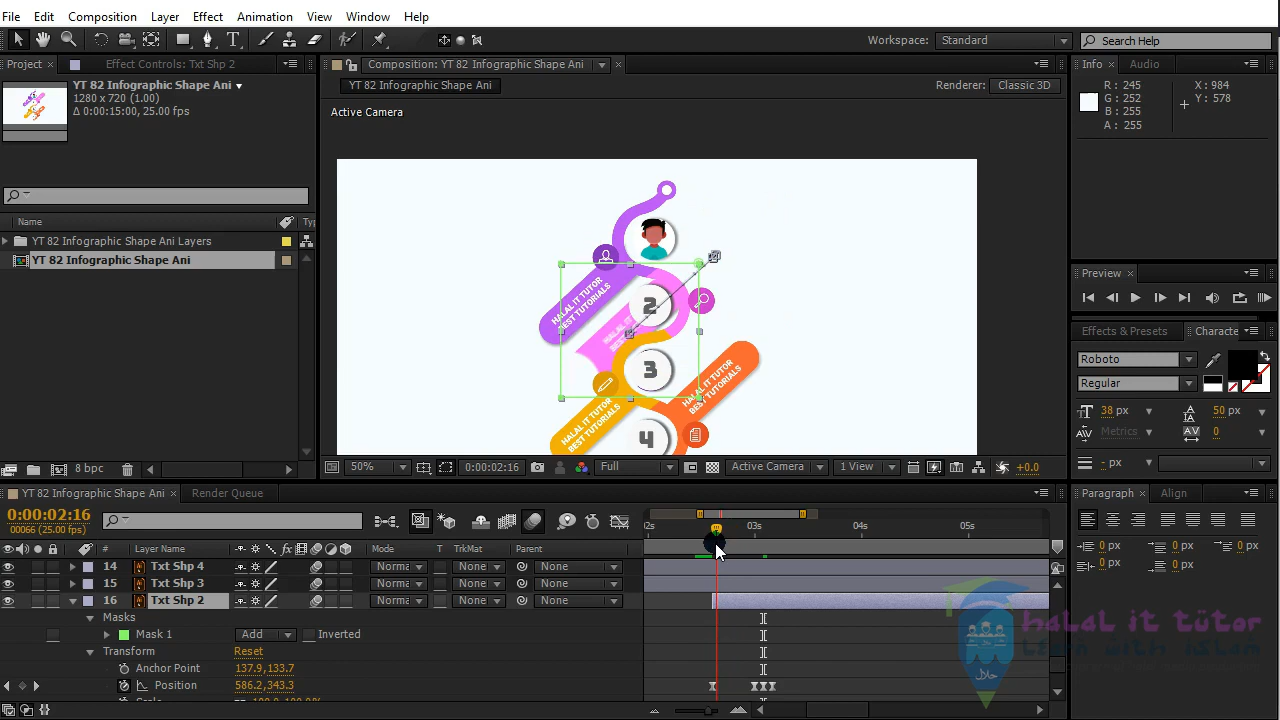 File Edit Composition Layer Effect Animation View Window Help
Workspace: Standard Search Help
Project Effect Controls: Txt Shp 2
Composition: YT 82 Infographic Shape Ani
Info Audio
YT 82 Infographic Shape Ani
1280 x 720 (1.00)
Δ 0:00:15:00, 25.00 fps
YT 82 Infographic Shape Ani
Renderer: Classic 3D
R : 245
G : 252
B : 255
A : 255
X : 984
Y : 578
Active Camera
Name
YT 82 Infographic Shape Ani Layers
YT 82 Infographic Shape Ani
HALAL IT TUTOR
BEST TUTORIALS
2
3
HALAL IT TUTOR
BEST TUTORIALS
HALAL IT TUTOR
BEST TUTORIALS
4
Preview
Effects & Presets Characte
Roboto
Regular
38 px 50 px
Metrics 0
- px
8 bpc
50% 0:00:02:16 Full Active Camera 1 View +0.0
YT 82 Infographic Shape Ani Render Queue
0:00:02:16
00066 (25.00 fps)
Paragraph Align
0 px 0 px 0 px
0 px 0 px
02s 03s 04s 05s
# Layer Name Mode T TrkMat Parent
14 Txt Shp 4 Norma None None
15 Txt Shp 3 Norma None None
16 Txt Shp 2 Norma None None
Masks
Mask 1 Add Inverted
Transform Reset
Anchor Point 137.9,133.7
Position 586.2,343.3
halal it tutor
learn with aslam
حلال